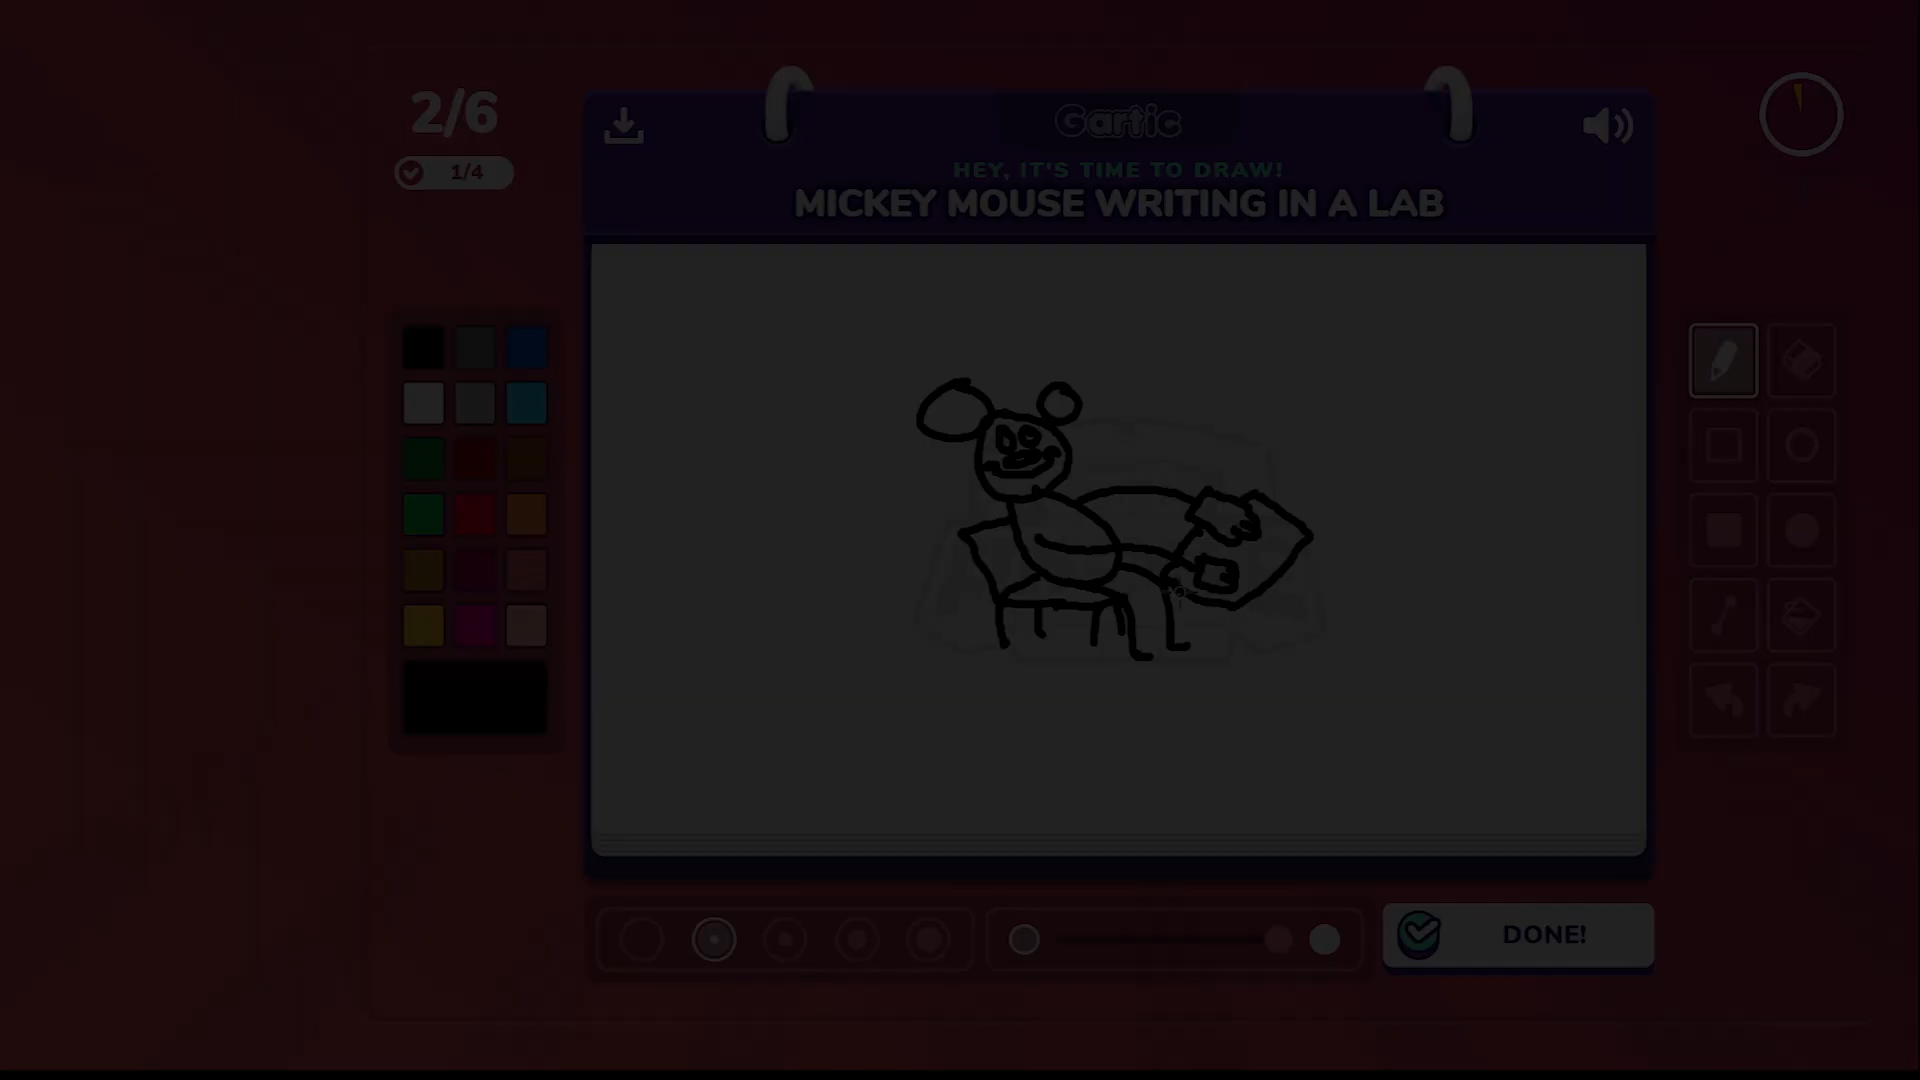 2/6
1/4
Gartic
HEY, IT'S TIME TO DRAW!
MICKEY MOUSE WRITING IN A LAB
DONE!